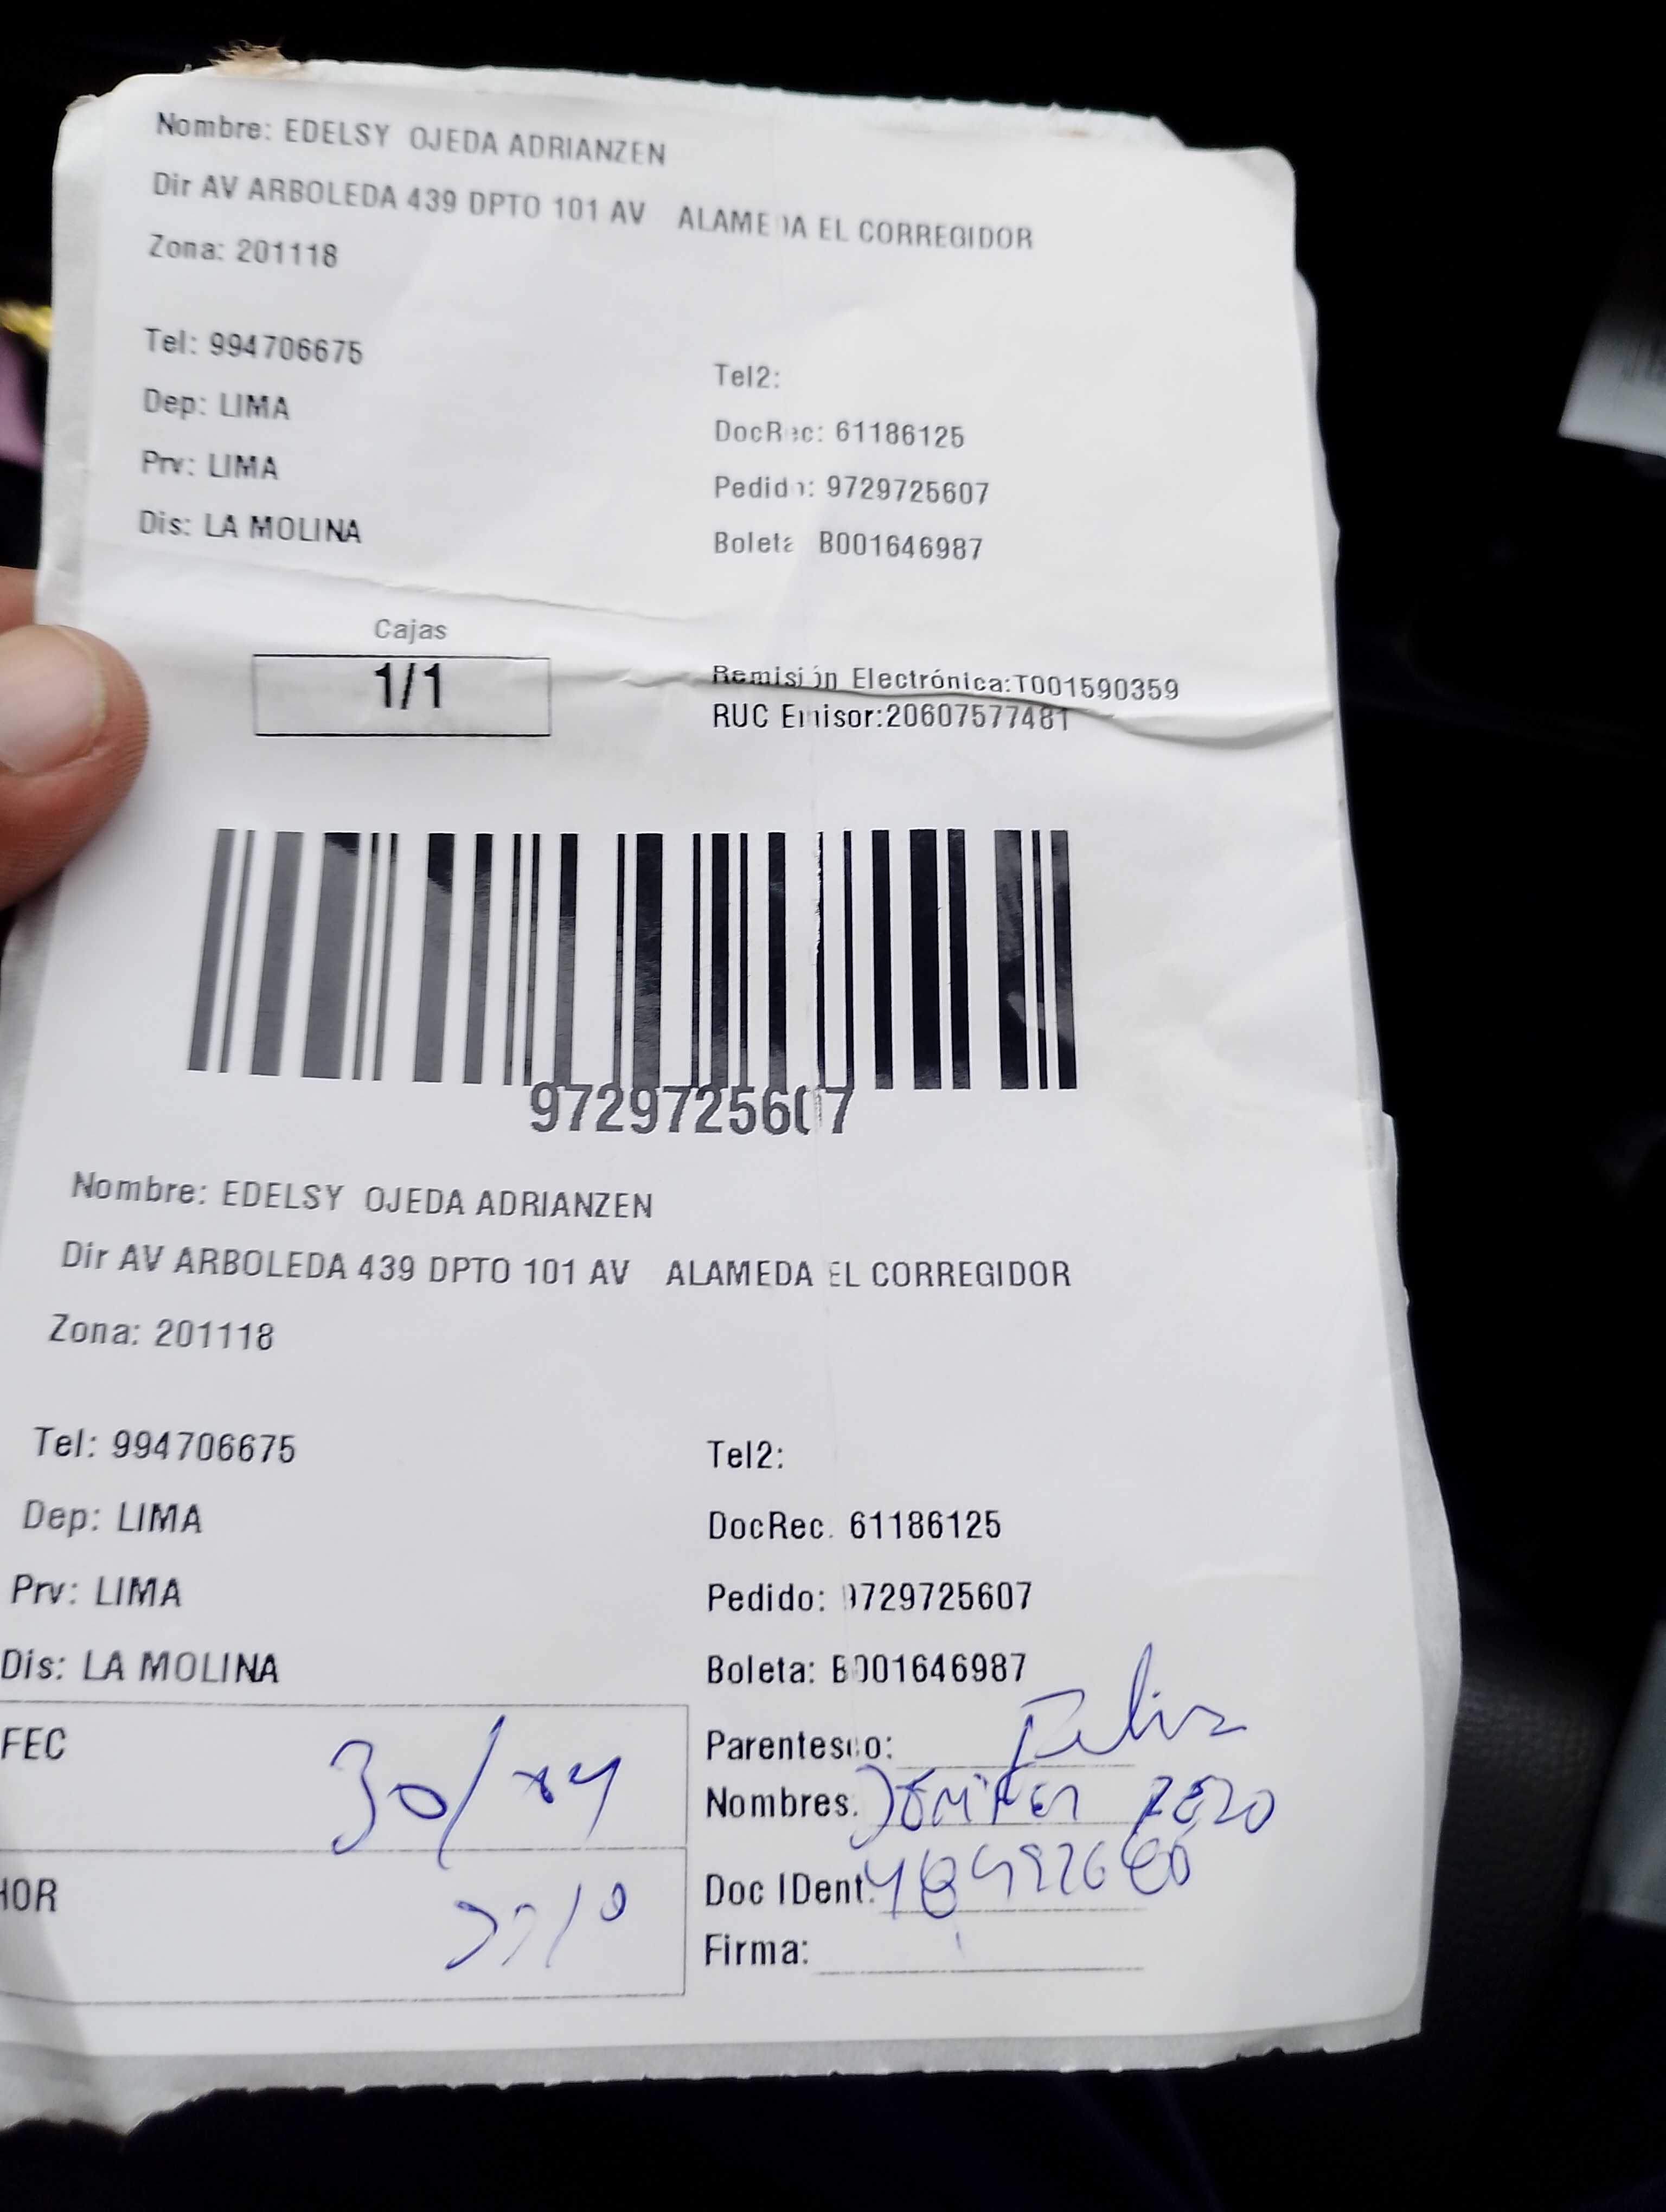 Nombre: EDELSY OJEDA ADRIANZEN
Dir AV ARBOLEDA 439 DPTO 101 AV ALAMEDA EL CORREGIDOR
Zona: 201118
Tel: 994706675
Tel2:
Dep: LIMA
DocRec: 61186125
Prv: LIMA
Pedido: 9729725607
Dis: LA MOLINA
Boleta B001646987
Cajas
1/1
Remisión Electrónica:T001590359
RUC Emisor:20607577481
9729725607
Nombre: EDELSY OJEDA ADRIANZEN
Dir AV ARBOLEDA 439 DPTO 101 AV ALAMEDA EL CORREGIDOR
Zona: 201118
Tel: 994706675
Tel2:
Dep: LIMA
DocRec. 61186125
Prv: LIMA
Pedido: 9729725607
Dis: LA MOLINA
Boleta: B001646987
FEC 30/
Parentesco:
Nombres.
HOR
Doc IDent.
Firma: